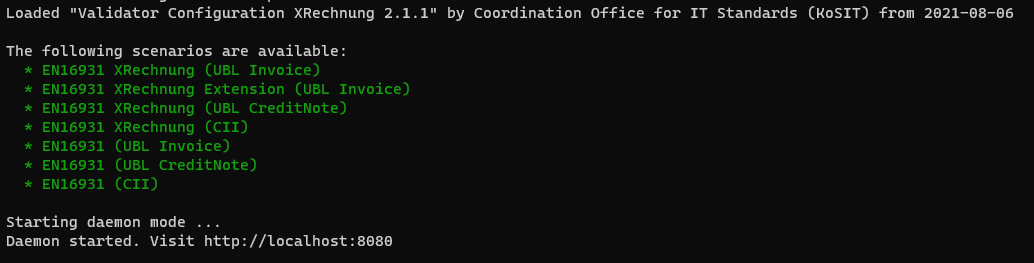 Loaded "Validator Configuration XRechnung 2.1.1" by Coordination Office for IT Standards (KoSIT) from 2021-08-06
The following scenarios are available:
* EN16931 XRechnung (UBL Invoice)
* EN16931 XRechnung Extension (UBL Invoice)
* EN16931 XRechnung (UBL CreditNote)
* EN16931 XRechnung (CII)
* EN16931 (UBL Invoice)
* EN16931 (UBL CreditNote)
* EN16931 (CII)
Starting daemon mode ...
Daemon started. Visit http://localhost:8080